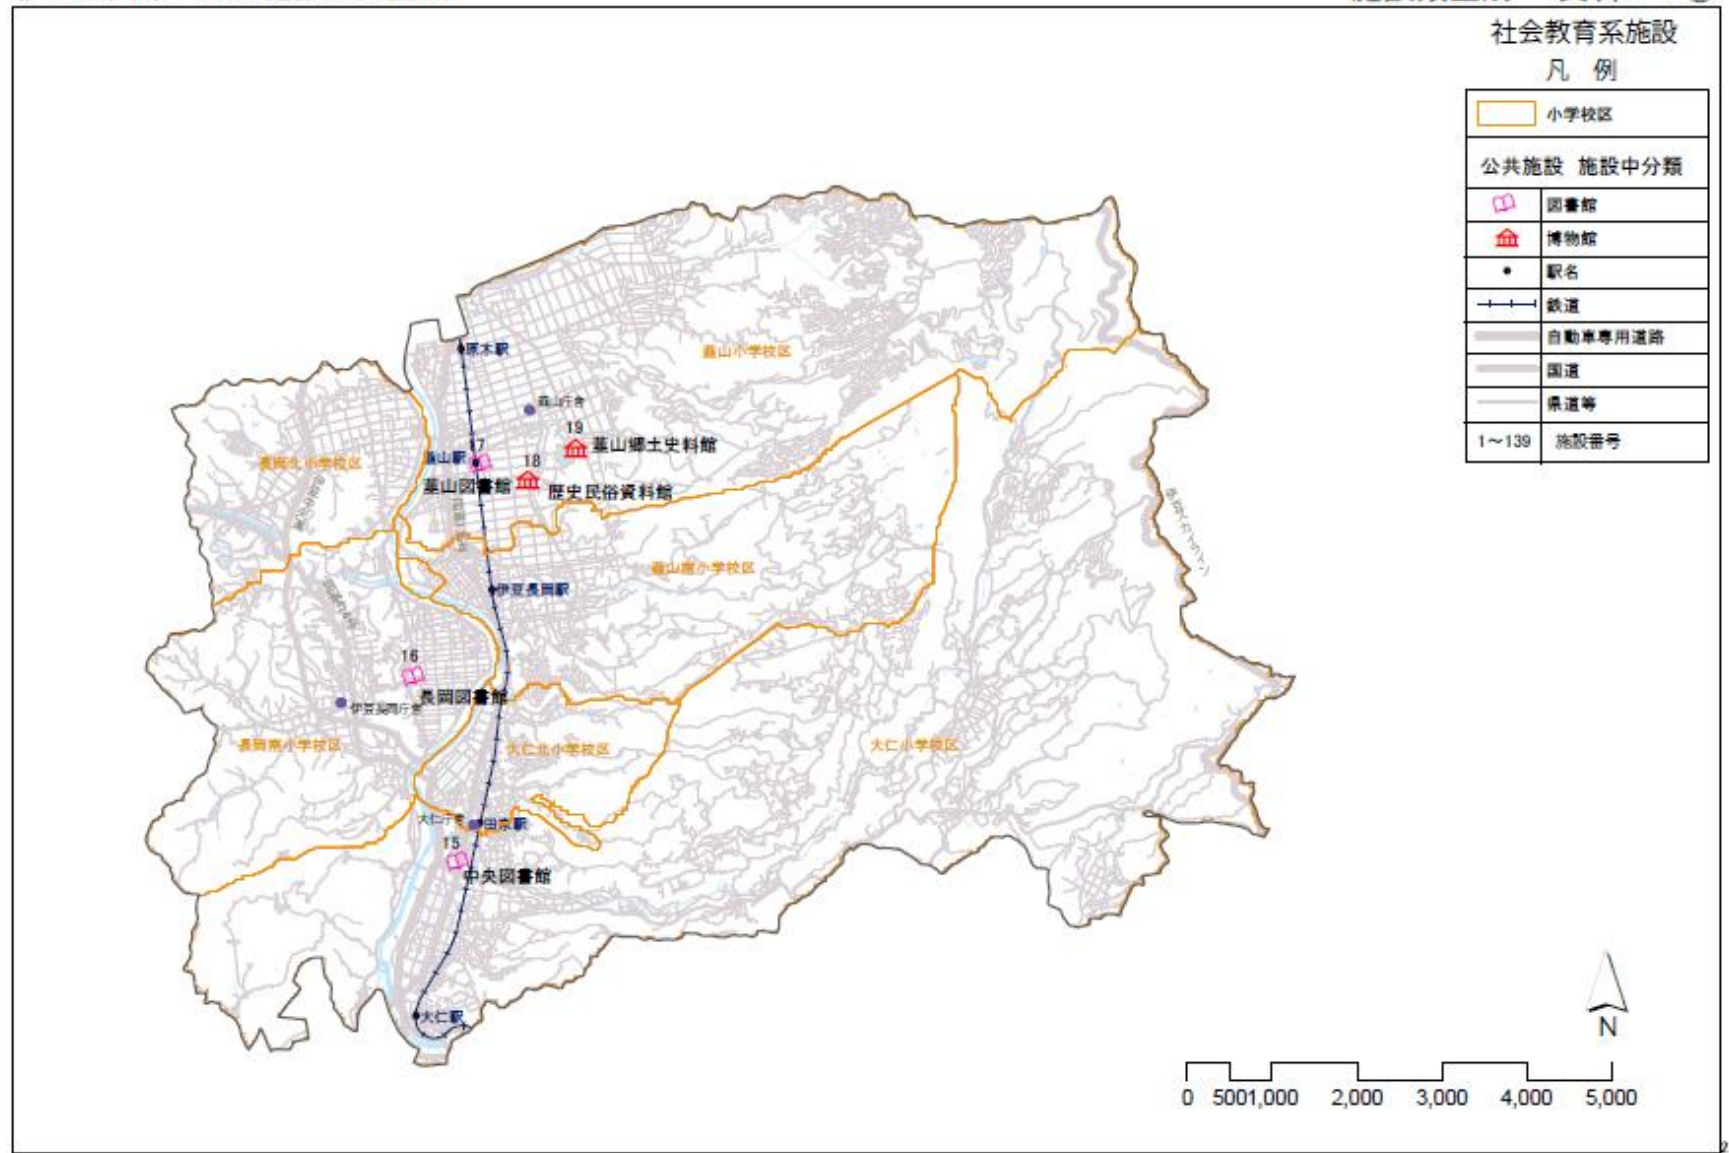 社会教育系施設
凡 例
小学校区
公共施設 施設中分類
図書館
博物館
駅名
鉄道
自動車専用道路
国道
県道等
1～139 施設番号
原木駅
韮山小学校区
韮山庁舎
19
韮山郷土史料館
17
長岡北小学校区
韮山駅
18
韮山図書館
歴史民俗資料館
韮山南小学校区
伊豆長岡駅
16
長岡図書館
伊豆長岡庁舎
長岡南小学校区
大仁北小学校区
大仁小学校区
大仁庁舎
田京駅
15
中央図書館
大仁駅
N
0 500 1,000 2,000 3,000 4,000 5,000